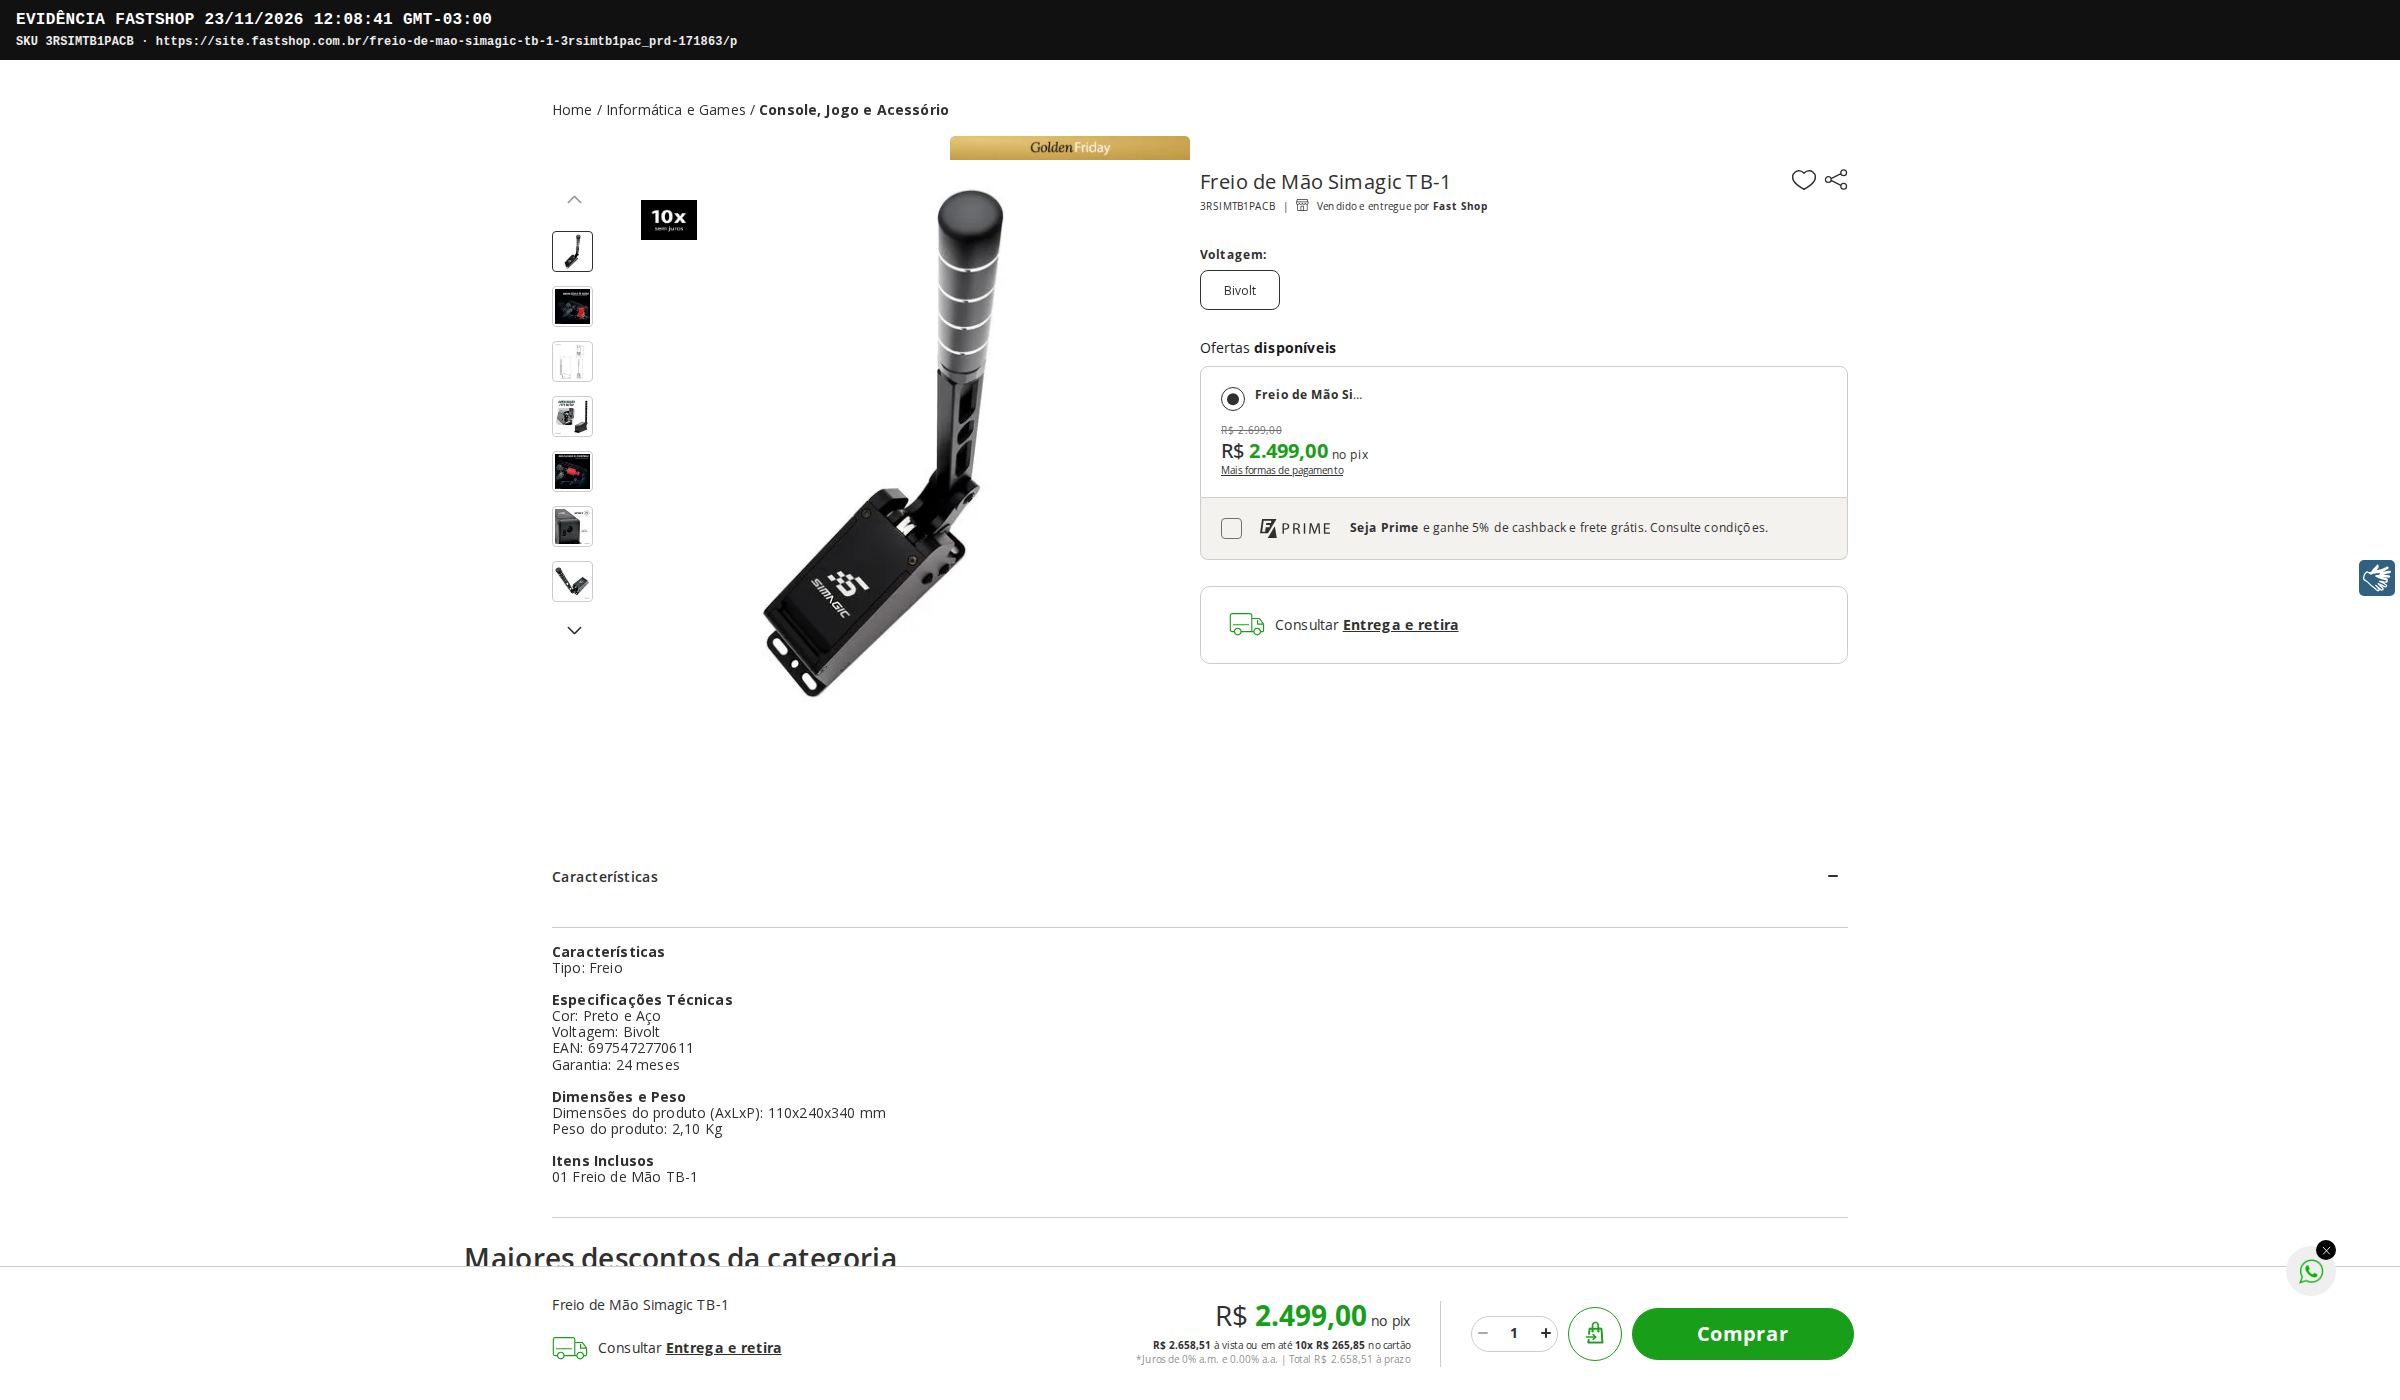 EVIDÊNCIA FASTSHOP 23/11/2026 12:08:41 GMT-03:00
SKU 3RSIMTB1PACB · https://site.fastshop.com.br/freio-de-mao-simagic-tb-1-3rsimtb1pac_prd-171863/p
Home / Informática e Games / Console, Jogo e Acessório
Golden Friday
10x
sem juros
SIMAGIC
Freio de Mão Simagic TB-1
3RSIMTB1PACB | Vendido e entregue por Fast Shop
Voltagem:
Bivolt
Ofertas disponíveis
Freio de Mão Si...
R$ 2.699,00
R$ 2.499,00 no pix
Mais formas de pagamento
PRIME Seja Prime e ganhe 5% de cashback e frete grátis. Consulte condições.
Consultar Entrega e retira
Características
Características
Tipo: Freio
Especificações Técnicas
Cor: Preto e Aço
Voltagem: Bivolt
EAN: 6975472770611
Garantia: 24 meses
Dimensões e Peso
Dimensões do produto (AxLxP): 110x240x340 mm
Peso do produto: 2,10 Kg
Itens Inclusos
01 Freio de Mão TB-1
Maiores descontos da categoria
Freio de Mão Simagic TB-1
Consultar Entrega e retira
R$ 2.499,00 no pix
R$ 2.658,51 à vista ou em até 10x R$ 265,85 no cartão
*Juros de 0% a.m. e 0.00% a.a. | Total R$ 2.658,51 à prazo
1
Comprar